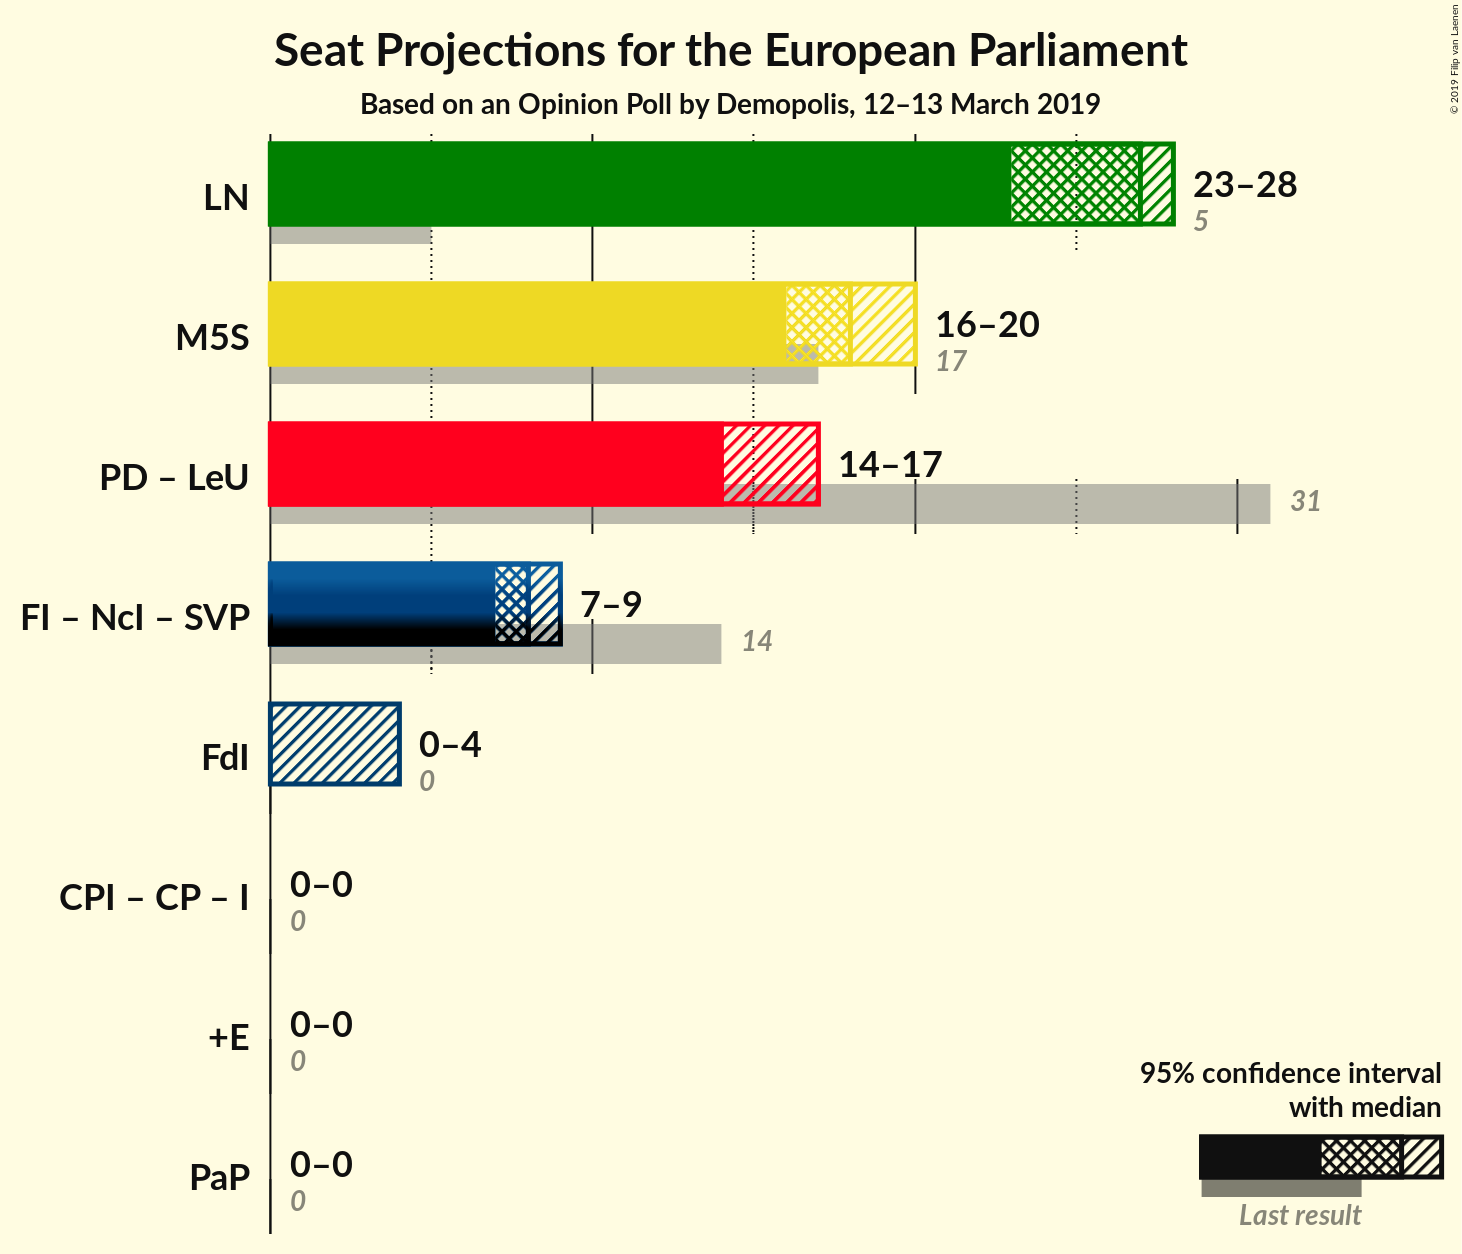 Seat Projections for the European Parliament
Based on an Opinion Poll by Demopolis, 12–13 March 2019
© 2019 Filip van Laenen
LN
23–28
5
M5S
16–20
17
PD – LeU
14–17
31
FI – NcI – SVP
7–9
14
FdI
0–4
0
CPI – CP – I
0–0
0
+E
0–0
0
PaP
0–0
0
95% confidence interval
with median
Last result